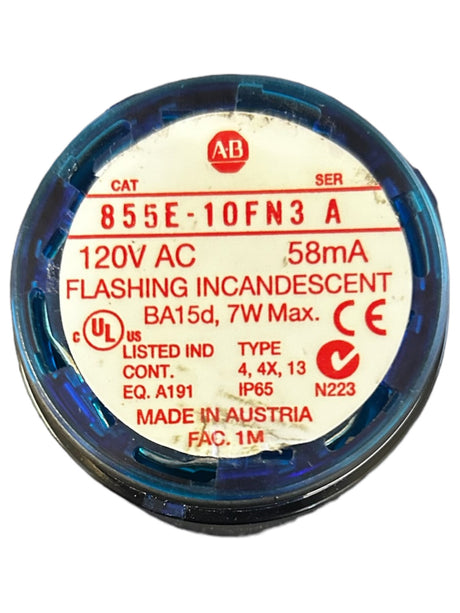 A-B
CAT SER
855E-10FN3 A
120V AC 58mA
FLASHING INCANDESCENT
BA15d, 7W Max. CE
c UL US
LISTED IND TYPE
CONT. 4, 4X, 13
EQ. A191 IP65 N223
MADE IN AUSTRIA
FAC. 1M